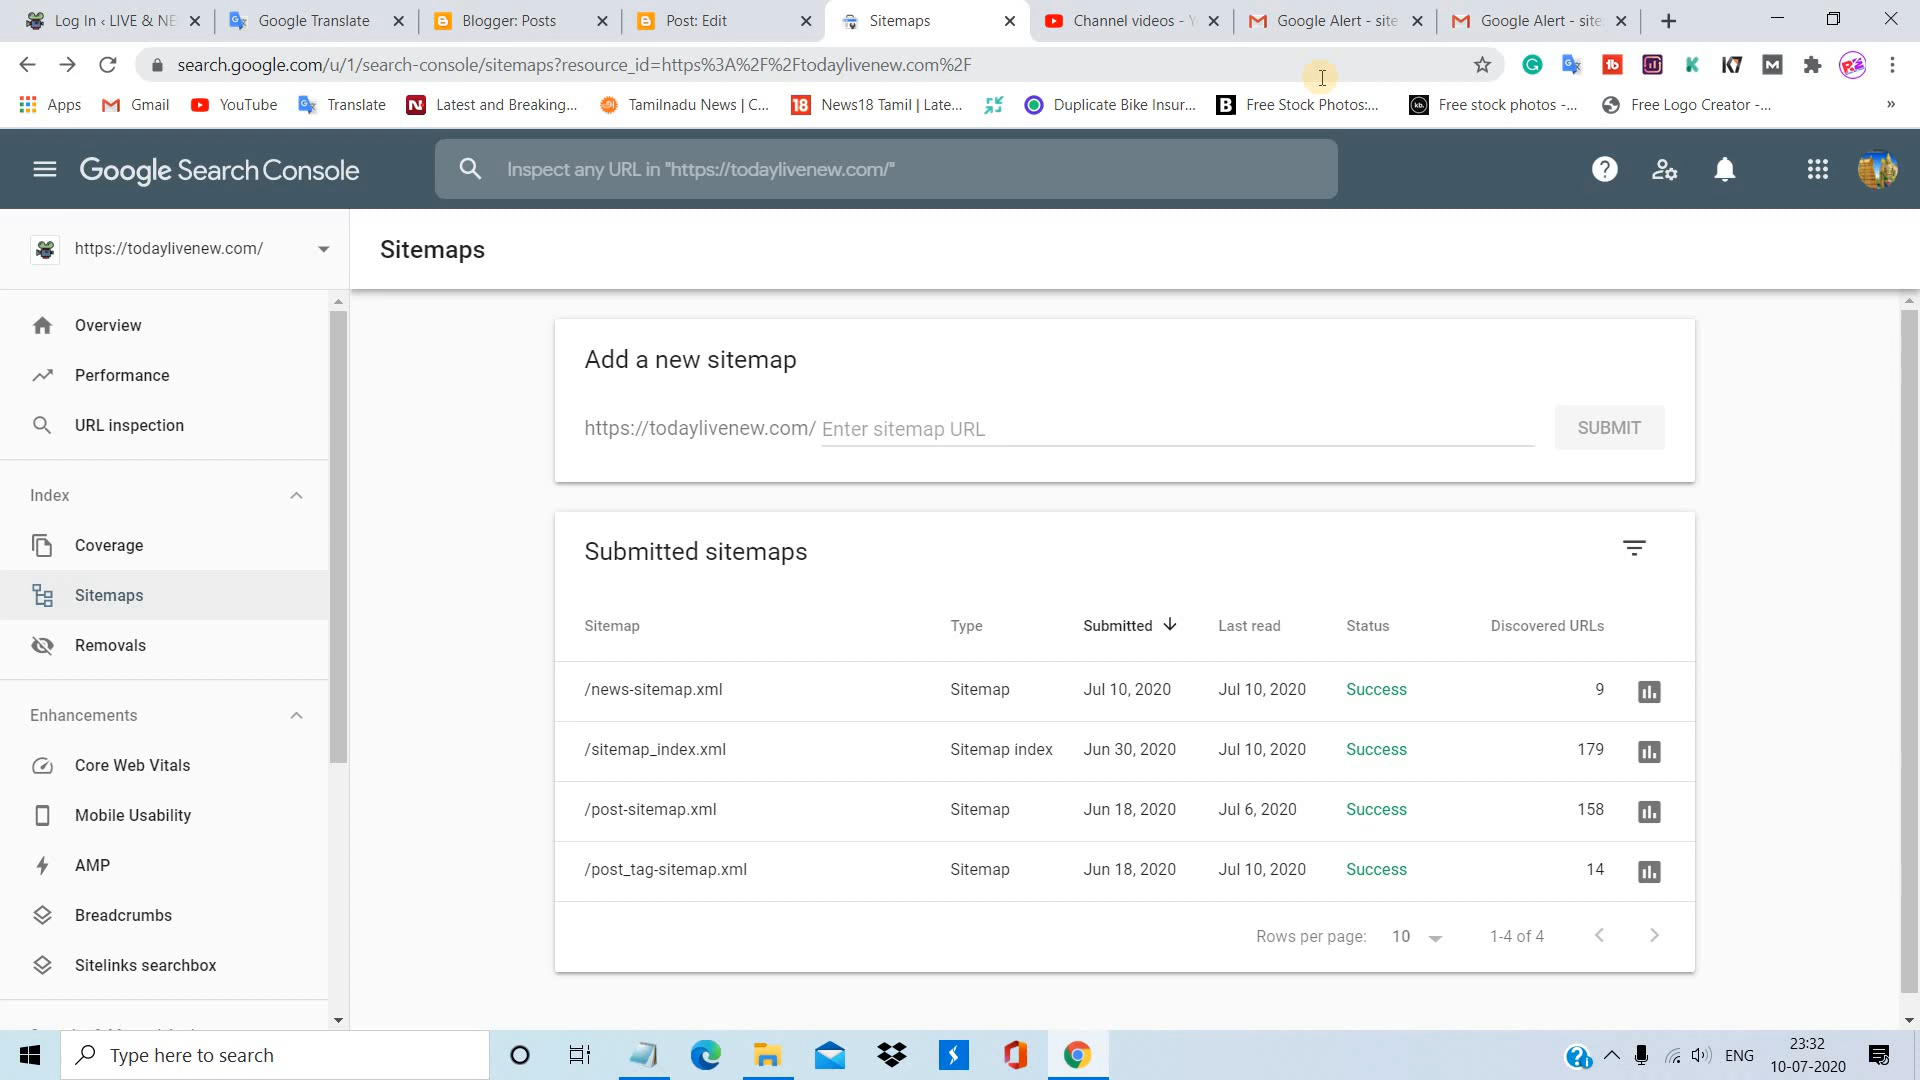 Log In ‹ LIVE & NE
Google Translate
Blogger: Posts
Post: Edit
Sitemaps
Channel videos - Y
Google Alert - site
Google Alert - site
search.google.com/u/1/search-console/sitemaps?resource_id=https%3A%2F%2Ftodaylivenew.com%2F
Apps
Gmail
YouTube
Translate
Latest and Breaking...
Tamilnadu News | C...
News18 Tamil | Late...
Duplicate Bike Insur...
Free Stock Photos:...
Free stock photos -...
Free Logo Creator -...
»
Google Search Console
Inspect any URL in "https://todaylivenew.com/"
https://todaylivenew.com/
Sitemaps
Overview
Performance
URL inspection
Index
Coverage
Sitemaps
Removals
Enhancements
Core Web Vitals
Mobile Usability
AMP
Breadcrumbs
Sitelinks searchbox
Add a new sitemap
https://todaylivenew.com/ Enter sitemap URL
SUBMIT
Submitted sitemaps
Sitemap Type Submitted Last read Status Discovered URLs
/news-sitemap.xml Sitemap Jul 10, 2020 Jul 10, 2020 Success 9
/sitemap_index.xml Sitemap index Jun 30, 2020 Jul 10, 2020 Success 179
/post-sitemap.xml Sitemap Jun 18, 2020 Jul 6, 2020 Success 158
/post_tag-sitemap.xml Sitemap Jun 18, 2020 Jul 10, 2020 Success 14
Rows per page: 10 1-4 of 4
Type here to search
ENG
23:32
10-07-2020